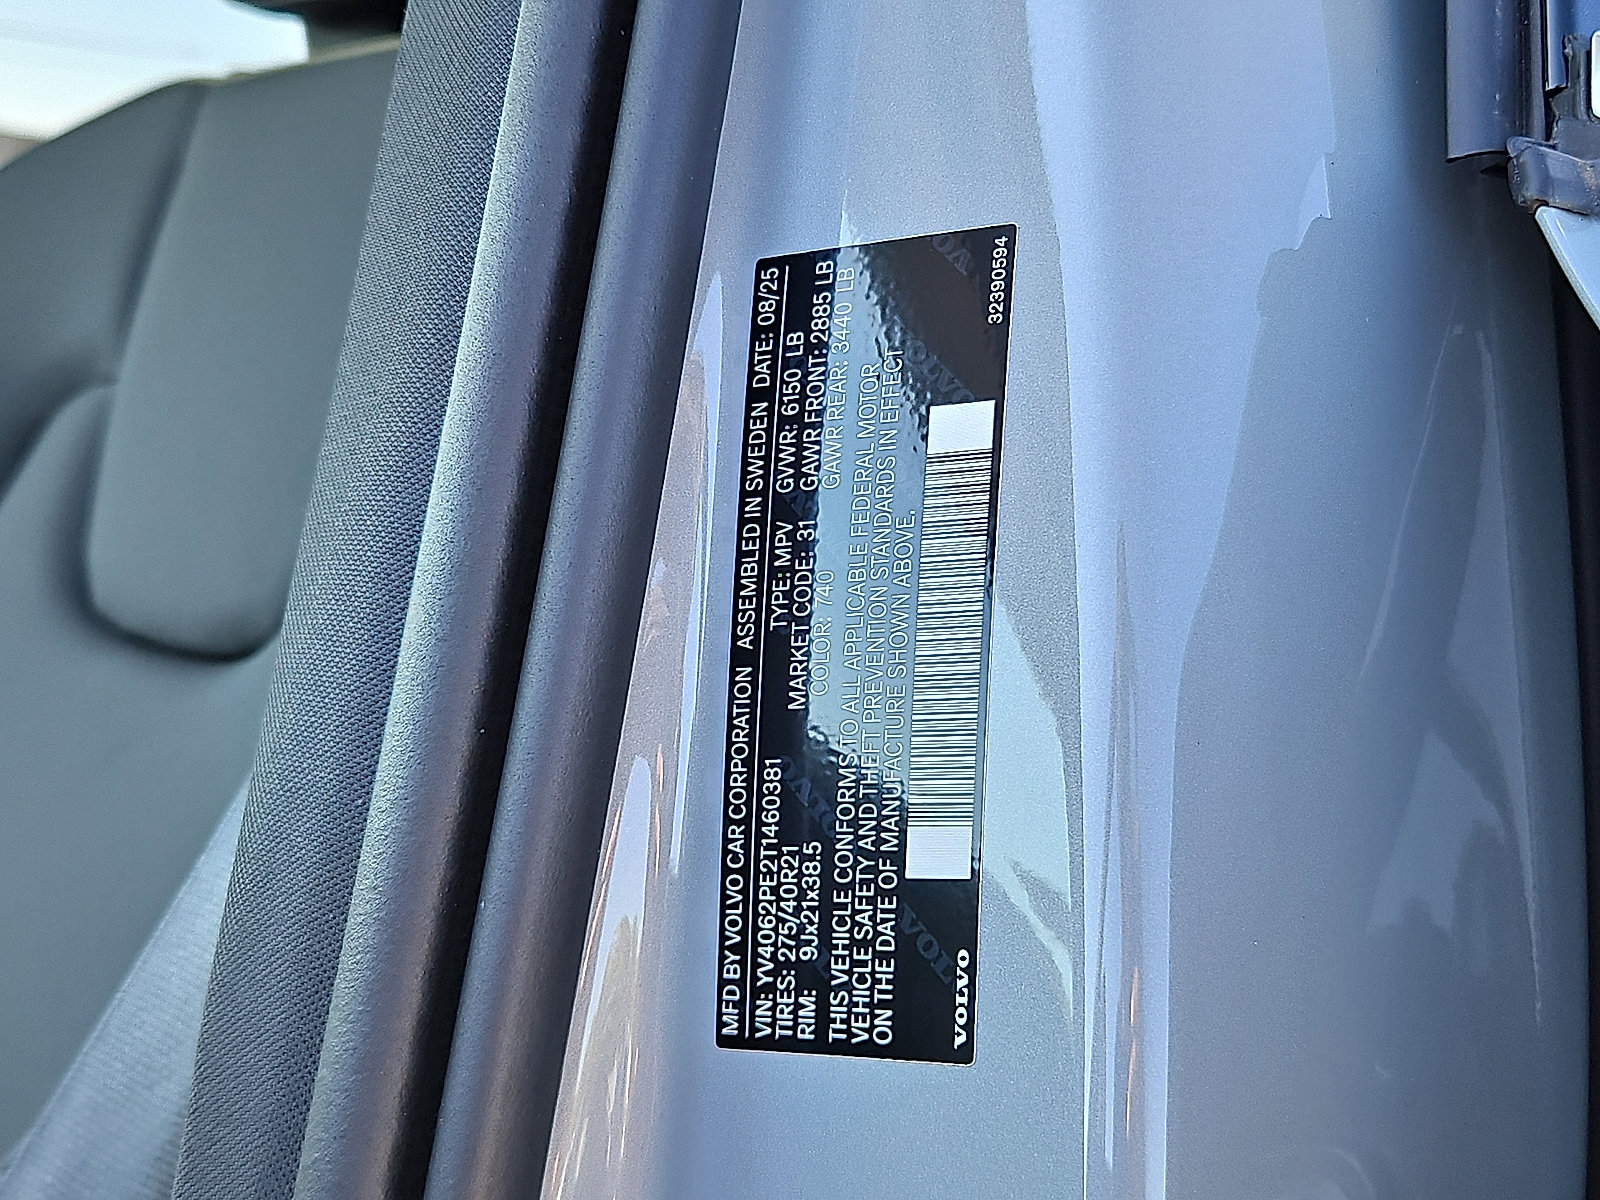 MFD BY VOLVO CAR CORPORATION ASSEMBLED IN SWEDEN DATE: 08/25
VIN: YV4062PE2T1460381 TYPE: MPV GVWR: 6150 LB
TIRES: 275/40R21 MARKET CODE: 31 GAWR FRONT: 2885 LB
RIM: 9Jx21x38.5 COLOR: 740 GAWR REAR: 3440 LB
THIS VEHICLE CONFORMS TO ALL APPLICABLE FEDERAL MOTOR
VEHICLE SAFETY AND THEFT PREVENTION STANDARDS IN EFFECT
ON THE DATE OF MANUFACTURE SHOWN ABOVE.
VOLVO 32390594